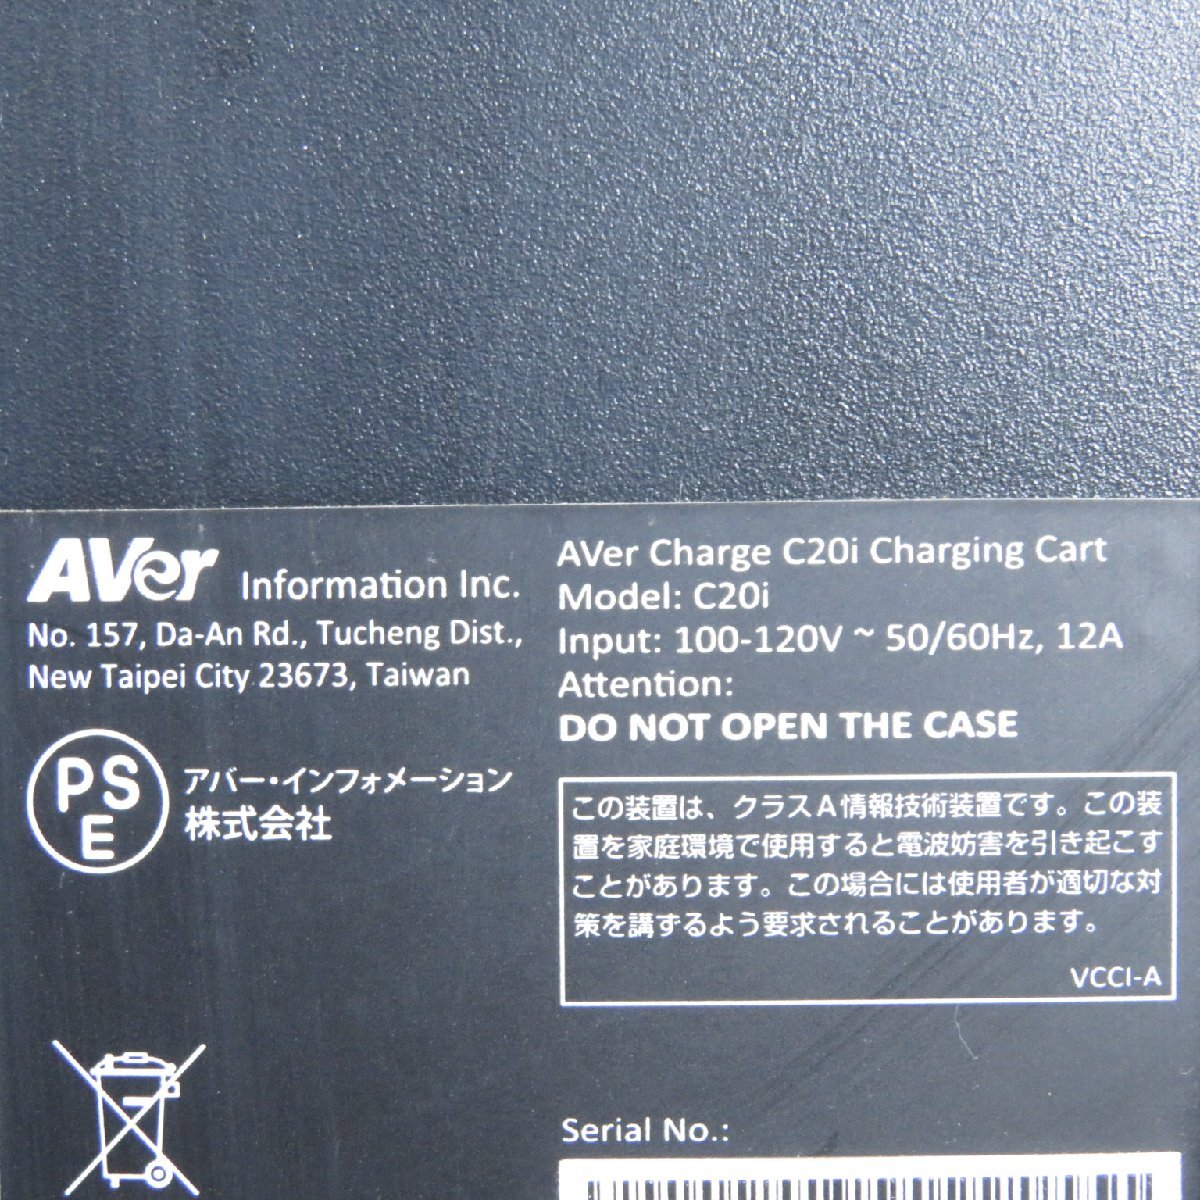 AVer Information Inc.
No. 157, Da-An Rd., Tucheng Dist.,
New Taipei City 23673, Taiwan
PS
E
アバー・インフォメーション
株式会社
AVer Charge C20i Charging Cart
Model: C20i
Input: 100-120V ~ 50/60Hz, 12A
Attention:
DO NOT OPEN THE CASE
この装置は、クラスA情報技術装置です。この装
置を家庭環境で使用すると電波妨害を引き起こす
ことがあります。この場合には使用者が適切な対
策を講ずるよう要求されることがあります。
VCCI-A
Serial No.: